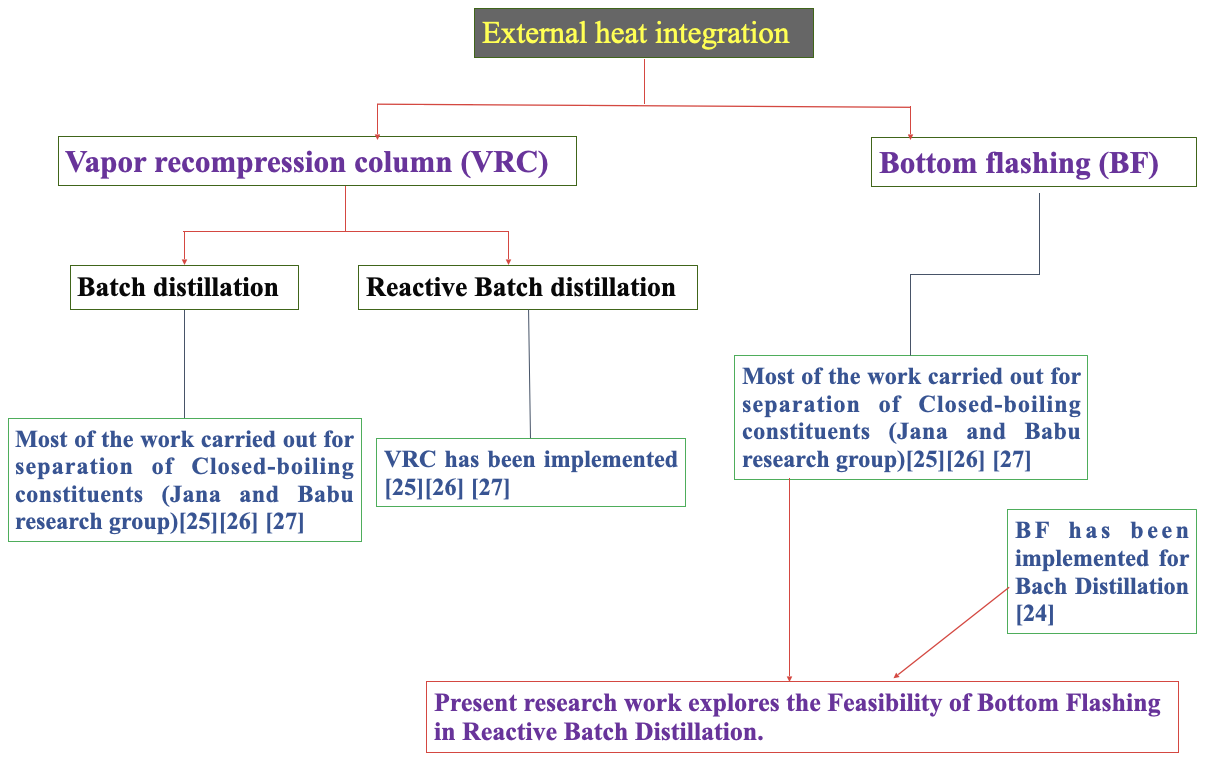 External heat integration
Vapor recompression column (VRC)
Bottom flashing (BF)
Batch distillation
Reactive Batch distillation
Most of the work carried out for
separation of Closed-boiling
constituents (Jana and Babu
research group)[25][26] [27]
VRC has been implemented
[25][26] [27]
Most of the work carried out for
separation of Closed-boiling
constituents (Jana and Babu
research group)[25][26] [27]
BF has been
implemented for
Bach Distillation
[24]
Present research work explores the Feasibility of Bottom Flashing
in Reactive Batch Distillation.